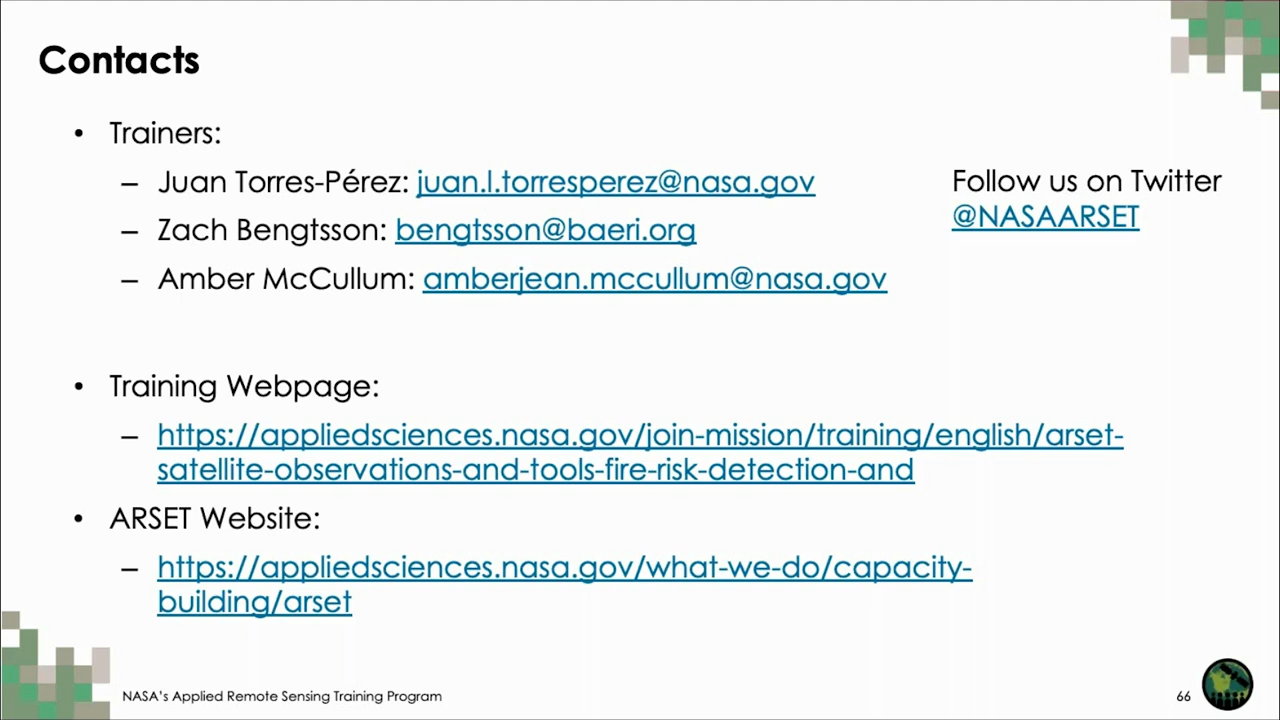 Contacts
• Trainers:
– Juan Torres-Pérez: juan.l.torresperez@nasa.gov
– Zach Bengtsson: bengtsson@baeri.org
– Amber McCullum: amberjean.mccullum@nasa.gov
Follow us on Twitter
@NASAARSET
• Training Webpage:
– https://appliedsciences.nasa.gov/join-mission/training/english/arset-
satellite-observations-and-tools-fire-risk-detection-and
• ARSET Website:
– https://appliedsciences.nasa.gov/what-we-do/capacity-
building/arset
NASA's Applied Remote Sensing Training Program
66